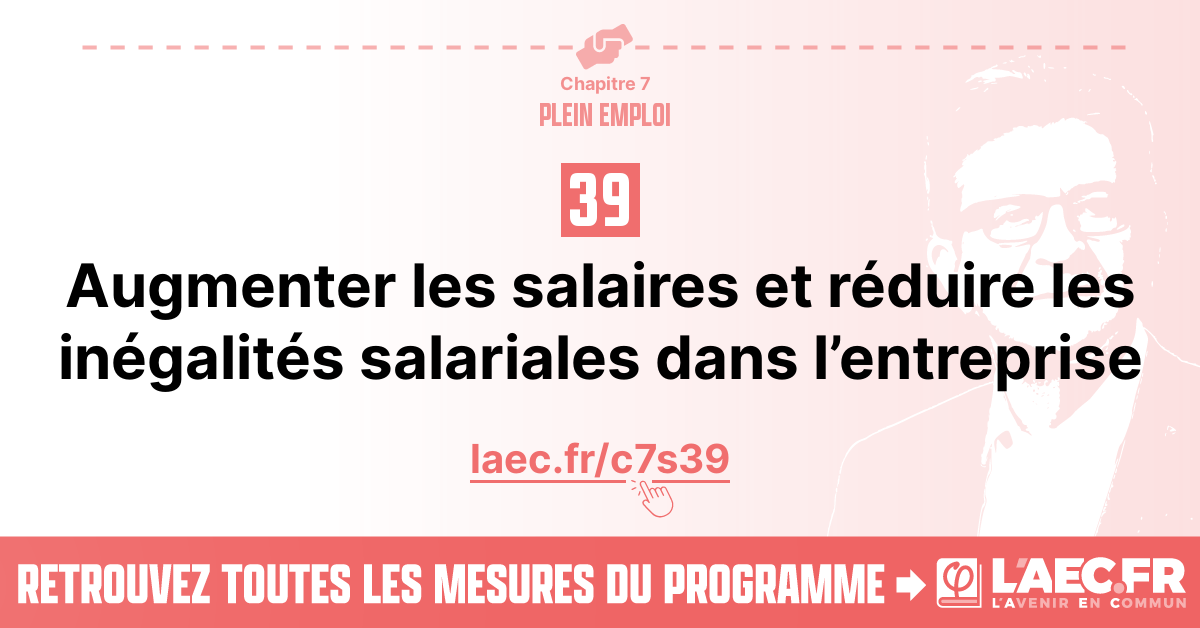 Chapitre 7
PLEIN EMPLOI
39
Augmenter les salaires et réduire les
inégalités salariales dans l’entreprise
laec.fr/c7s39
RETROUVEZ TOUTES LES MESURES DU PROGRAMME
L'AEC.FR
L'AVENIR EN COMMUN